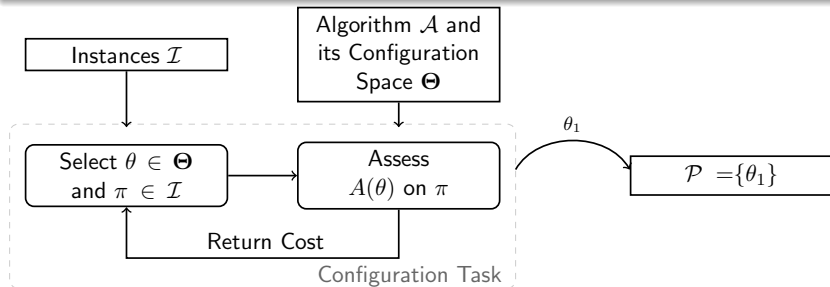 Instances 𝓘
Algorithm 𝓐 and
its Configuration
Space 𝚯
Select θ ∈ 𝚯
and π ∈ 𝓘
Assess
A(θ) on π
Return Cost
Configuration Task
θ₁
𝓟 ={θ₁}